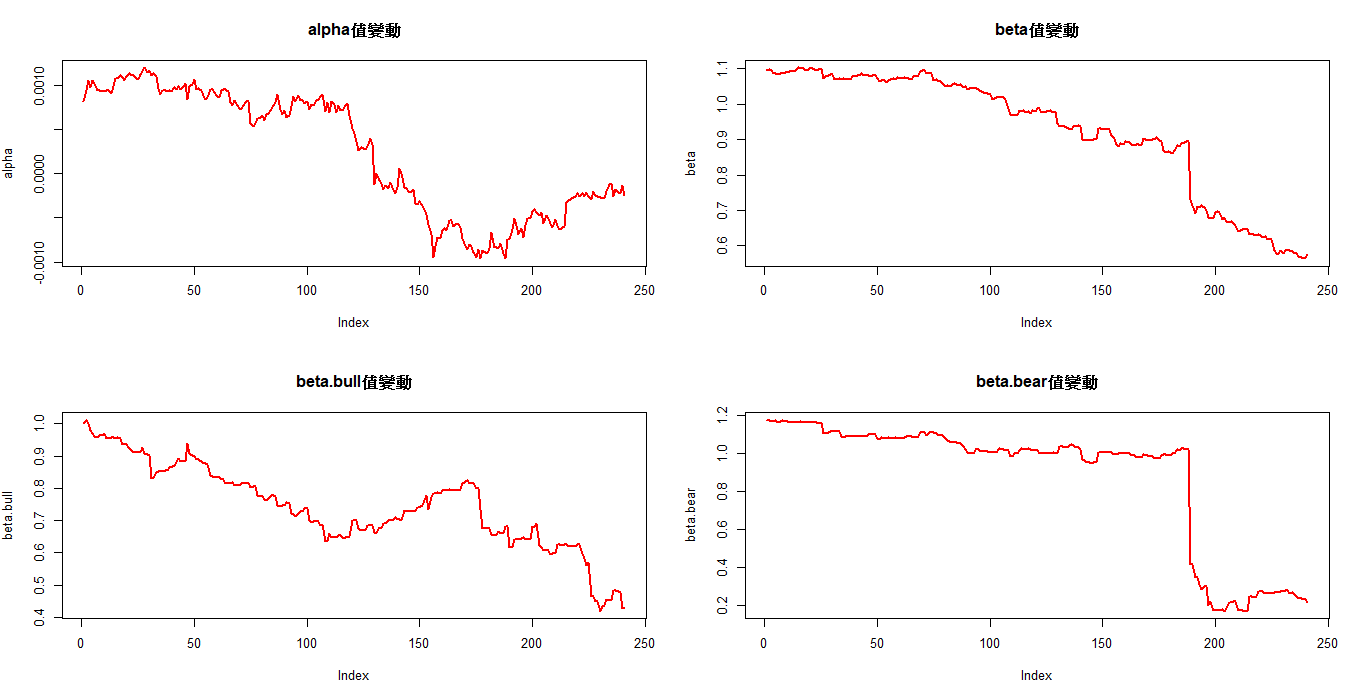 alpha值變動
alpha
-0.0010 0.0000 0.0010
0 50 100 150 200 250
Index
beta值變動
beta
0.6 0.7 0.8 0.9 1.0 1.1
0 50 100 150 200 250
Index
beta.bull值變動
beta.bull
0.4 0.5 0.6 0.7 0.8 0.9 1.0
0 50 100 150 200 250
Index
beta.bear值變動
beta.bear
0.2 0.4 0.6 0.8 1.0 1.2
0 50 100 150 200 250
Index